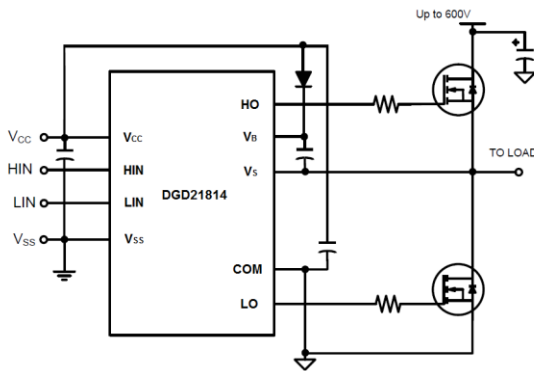 Up to 600V
+
HO
VCC
VCC
VB
TO LOAD
HIN
HIN
VS
LIN
LIN
DGD21814
VSS
VSS
COM
LO